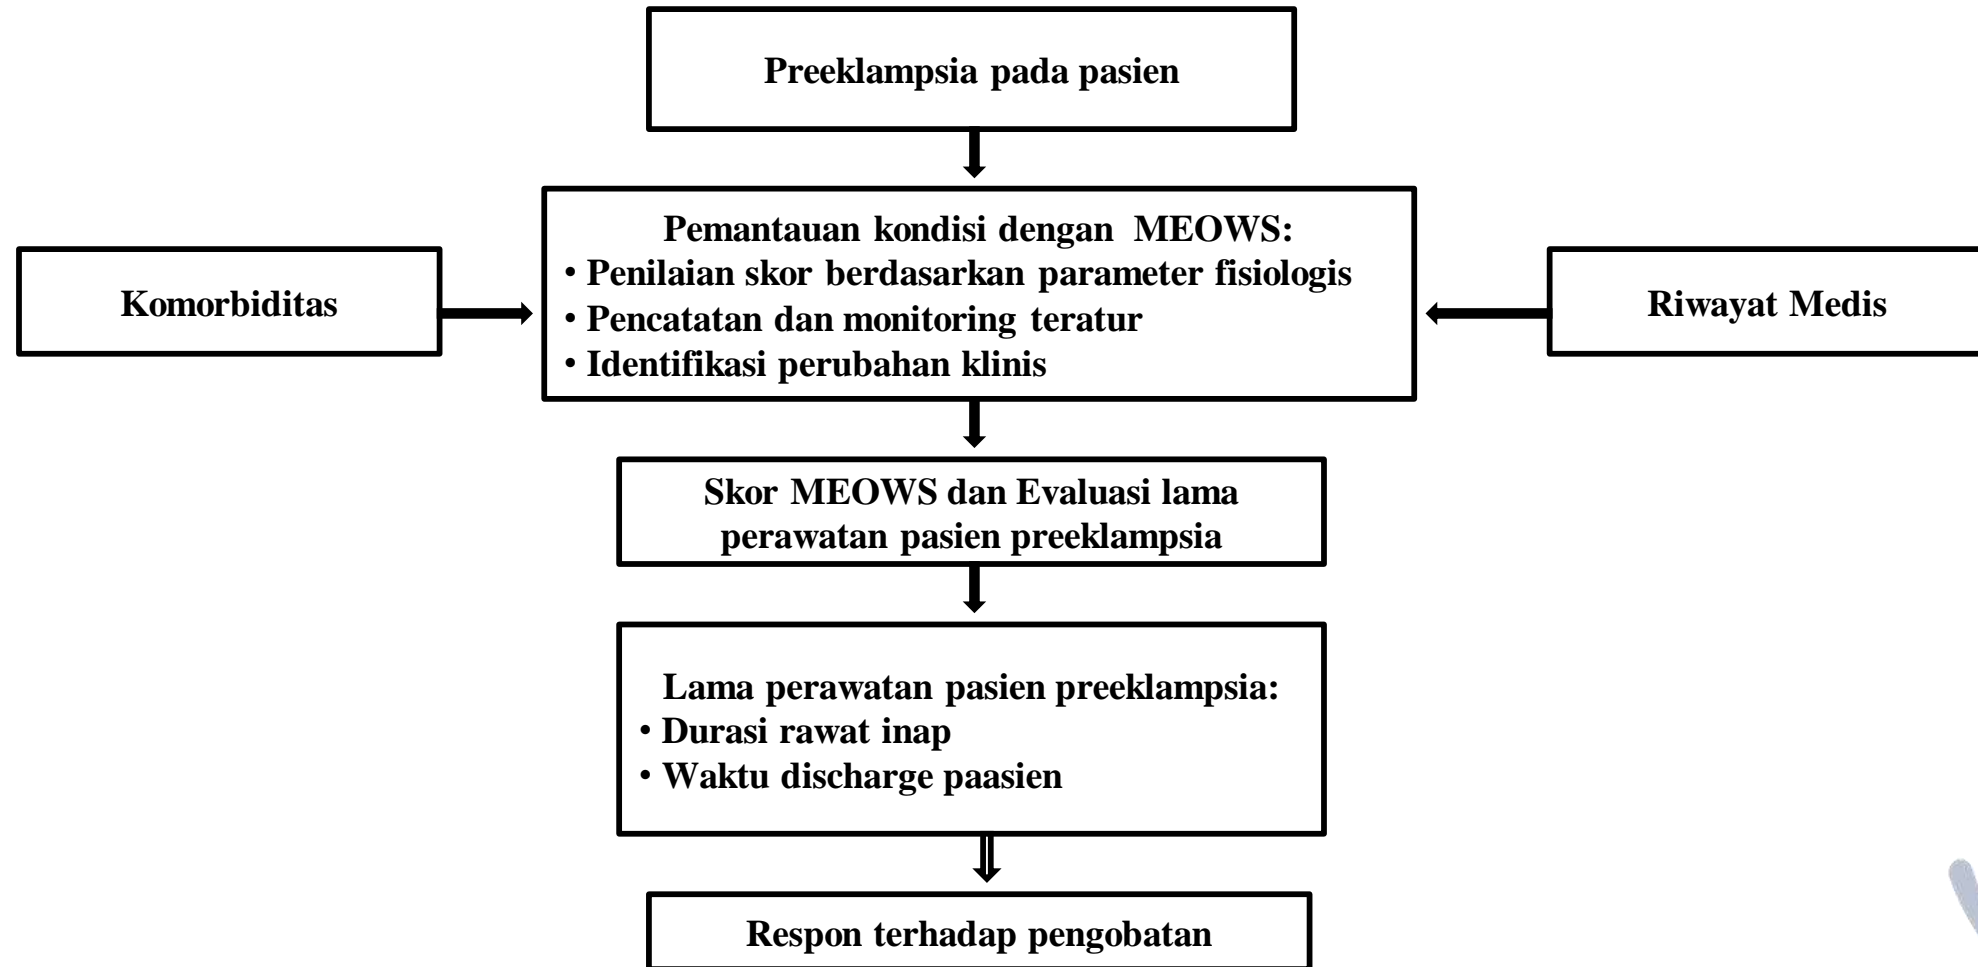 Preeklampsia pada pasien
Pemantauan kondisi dengan MEOWS:
• Penilaian skor berdasarkan parameter fisiologis
• Pencatatan dan monitoring teratur
• Identifikasi perubahan klinis
Komorbiditas
Riwayat Medis
Skor MEOWS dan Evaluasi lama
perawatan pasien preeklampsia
Lama perawatan pasien preeklampsia:
• Durasi rawat inap
• Waktu discharge paasien
Respon terhadap pengobatan